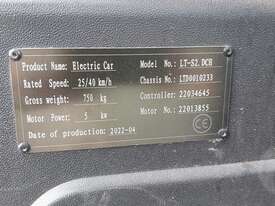 Product Name: Electric Car Model No.: LT-S2.DCH
Rated Speed: 25/40 km/h Chassis No.: LTD0010233
Gross weight: 750 kg Controller: 22034645
Motor Power: 5 kw Motor No.: 22013855
Date of production: 2022-04 CE